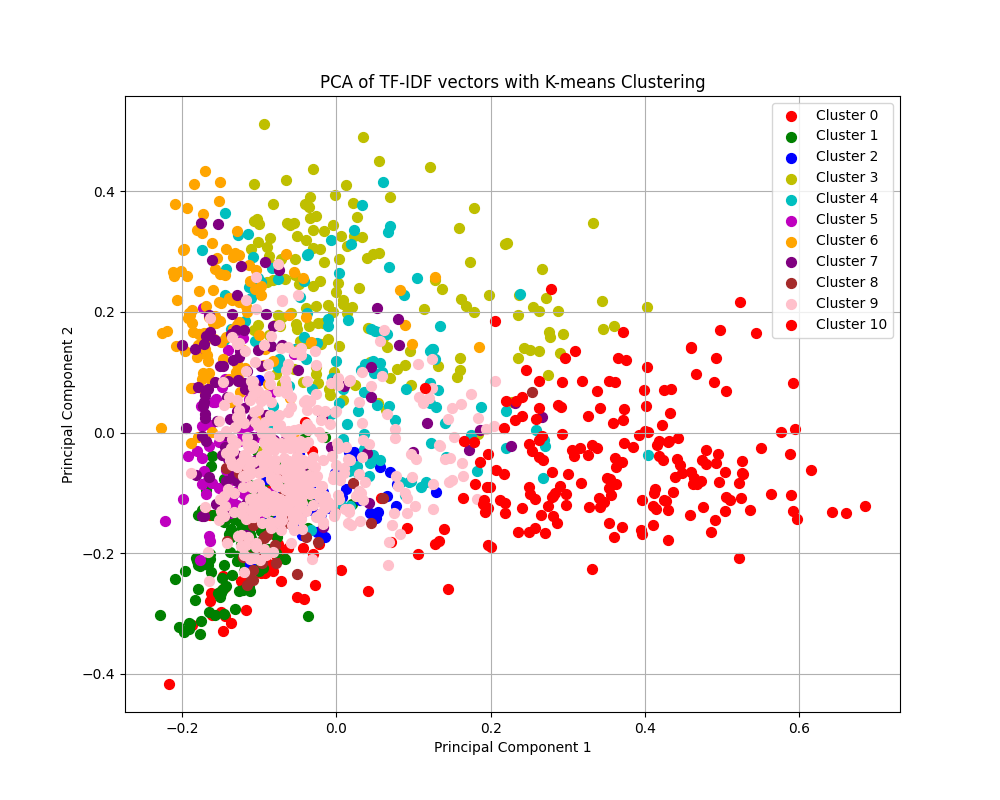 PCA of TF-IDF vectors with K-means Clustering
Cluster 0
Cluster 1
Cluster 2
Cluster 3
Cluster 4
Cluster 5
Cluster 6
Cluster 7
Cluster 8
Cluster 9
Cluster 10
Principal Component 2
0.4
0.2
0.0
−0.2
−0.4
−0.2
0.0
0.2
0.4
0.6
Principal Component 1